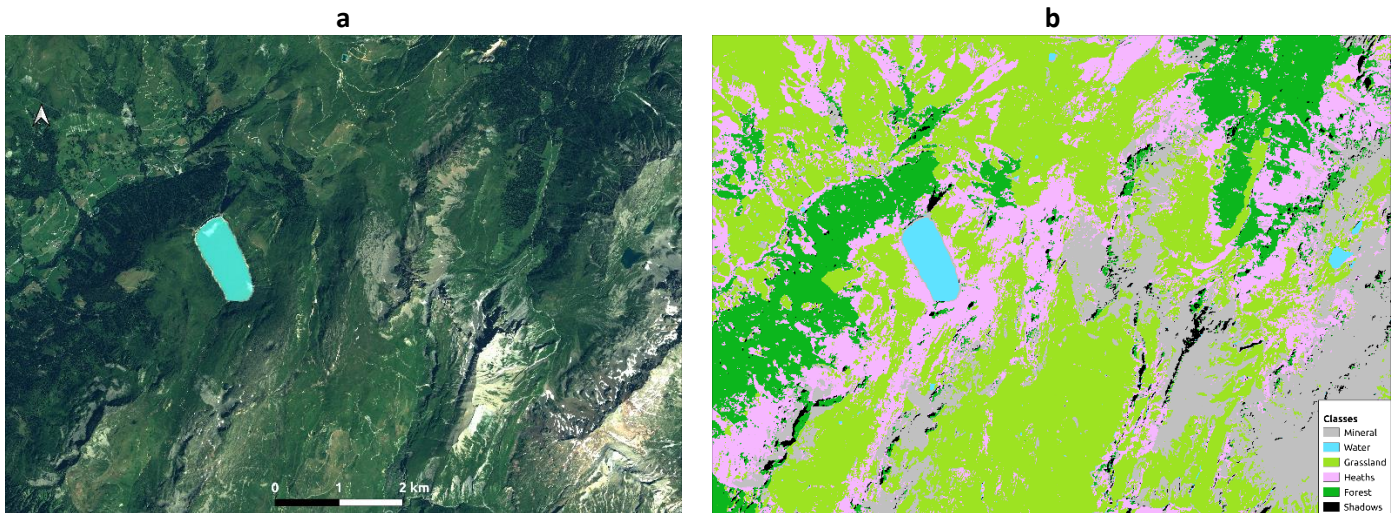 a
b
0 1 2 km
Classes
Mineral
Water
Grassland
Heaths
Forest
Shadows